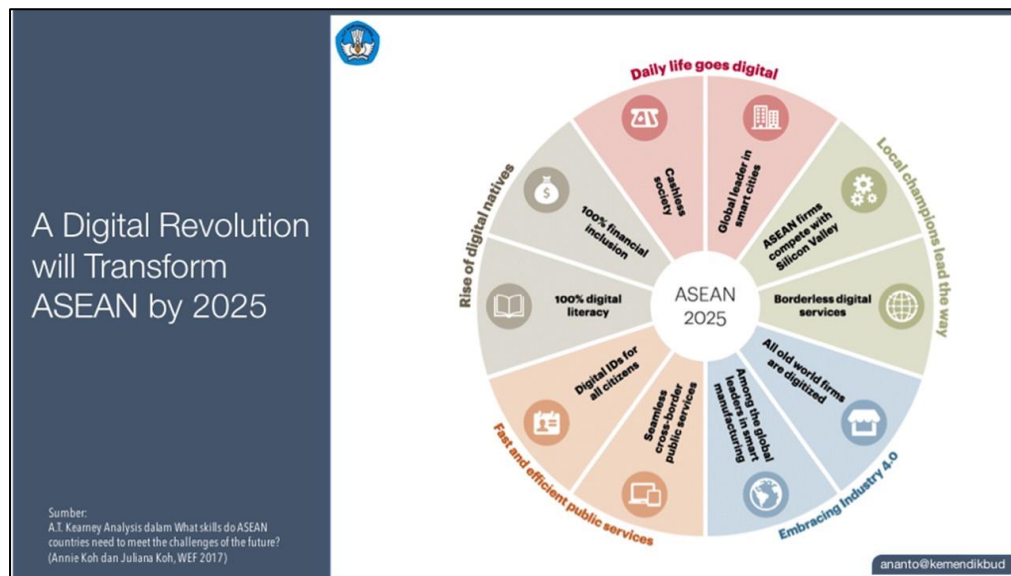 A Digital Revolution
will Transform
ASEAN by 2025
Sumber:
A.T. Kearney Analysis dalam What skills do ASEAN
countries need to meet the challenges of the future?
(Annie Koh dan Juliana Koh, WEF 2017)
Daily life goes digital
Cashless
society
Global leader in
smart cities
Local champions lead the way
ASEAN firms
compete with
Silicon Valley
Borderless digital
services
Embracing Industry 4.0
All old world firms
are digitized
Among the global
leaders in smart
manufacturing
Fast and efficient public services
Seamless
cross-border
public services
Digital IDs for
all citizens
Rise of digital natives
100% digital
literacy
100% financial
inclusion
ASEAN
2025
ananto@kemendikbud